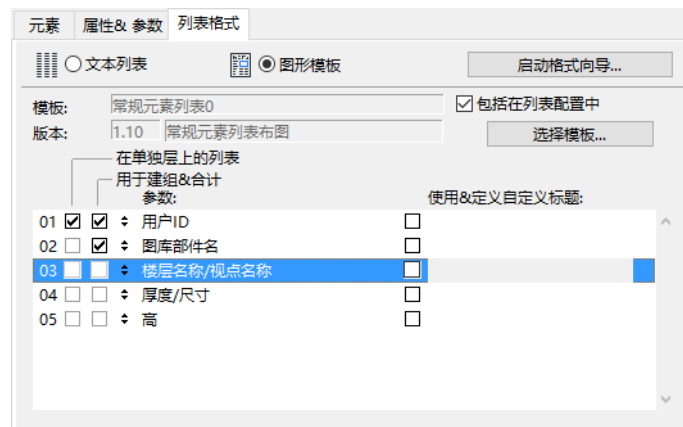 元素 属性& 参数 列表格式
文本列表 图形模板 启动格式向导...
模板: 常规元素列表0 包括在列表配置中
版本: 1.10 常规元素列表布图 选择模板...
在单独层上的列表
用于建组&合计
参数: 使用&定义自定义标题:
01 用户ID
02 图库部件名
03 楼层名称/视点名称
04 厚度/尺寸
05 高